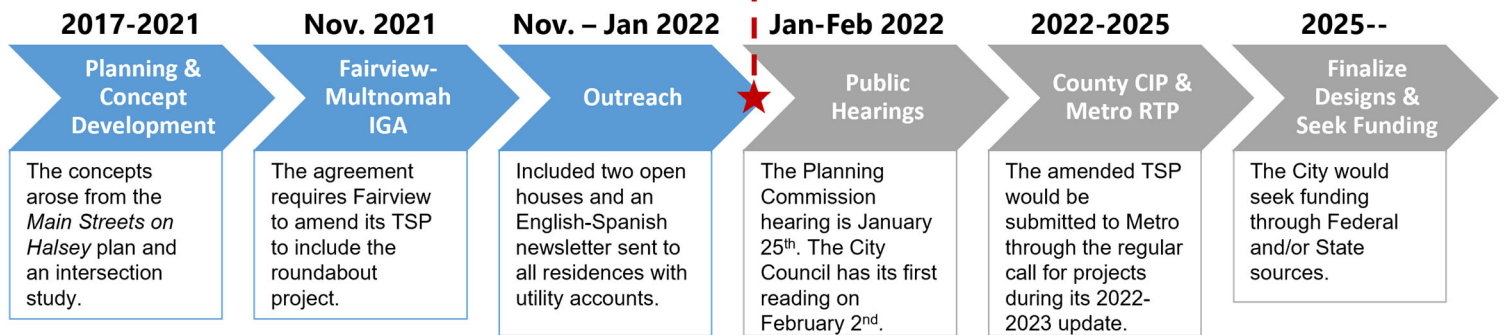 2017-2021
Planning &
Concept
Development
The concepts
arose from the
Main Streets on
Halsey plan and
an intersection
study.
Nov. 2021
Fairview-
Multnomah
IGA
The agreement
requires Fairview
to amend its TSP
to include the
roundabout
project.
Nov. – Jan 2022
Outreach
Included two open
houses and an
English-Spanish
newsletter sent to
all residences with
utility accounts.
Jan-Feb 2022
Public
Hearings
The Planning
Commission
hearing is January
25th. The City
Council has its first
reading on
February 2nd.
2022-2025
County CIP &
Metro RTP
The amended TSP
would be
submitted to Metro
through the regular
call for projects
during its 2022-
2023 update.
2025--
Finalize
Designs &
Seek Funding
The City would
seek funding
through Federal
and/or State
sources.